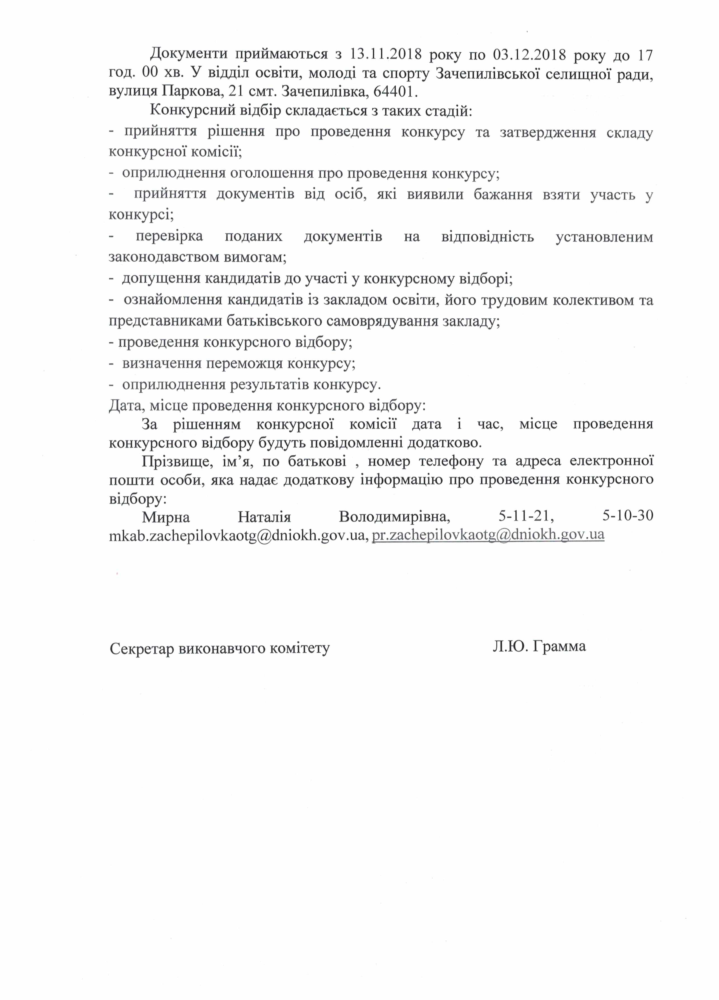 Документи приймаються з 13.11.2018 року по 03.12.2018 року до 17
год. 00 хв. У відділ освіти, молоді та спорту Зачепилівської селищної ради,
вулиця Паркова, 21 смт. Зачепилівка, 64401.
Конкурсний відбір складається з таких стадій:
- прийняття рішення про проведення конкурсу та затвердження складу
конкурсної комісії;
- оприлюднення оголошення про проведення конкурсу;
- прийняття документів від осіб, які виявили бажання взяти участь у
конкурсі;
- перевірка поданих документів на відповідність установленим
законодавством вимогам;
- допущення кандидатів до участі у конкурсному відборі;
- ознайомлення кандидатів із закладом освіти, його трудовим колективом та
представниками батьківського самоврядування закладу;
- проведення конкурсного відбору;
- визначення переможця конкурсу;
- оприлюднення результатів конкурсу.
Дата, місце проведення конкурсного відбору:
За рішенням конкурсної комісії дата і час, місце проведення
конкурсного відбору будуть повідомленні додатково.
Прізвище, ім’я, по батькові , номер телефону та адреса електронної
пошти особи, яка надає додаткову інформацію про проведення конкурсного
відбору:
Мирна Наталія Володимирівна, 5-11-21, 5-10-30
mkab.zachepilovkaotg@dniokh.gov.ua, pr.zachepilovkaotg@dniokh.gov.ua
Секретар виконавчого комітету Л.Ю. Грамма